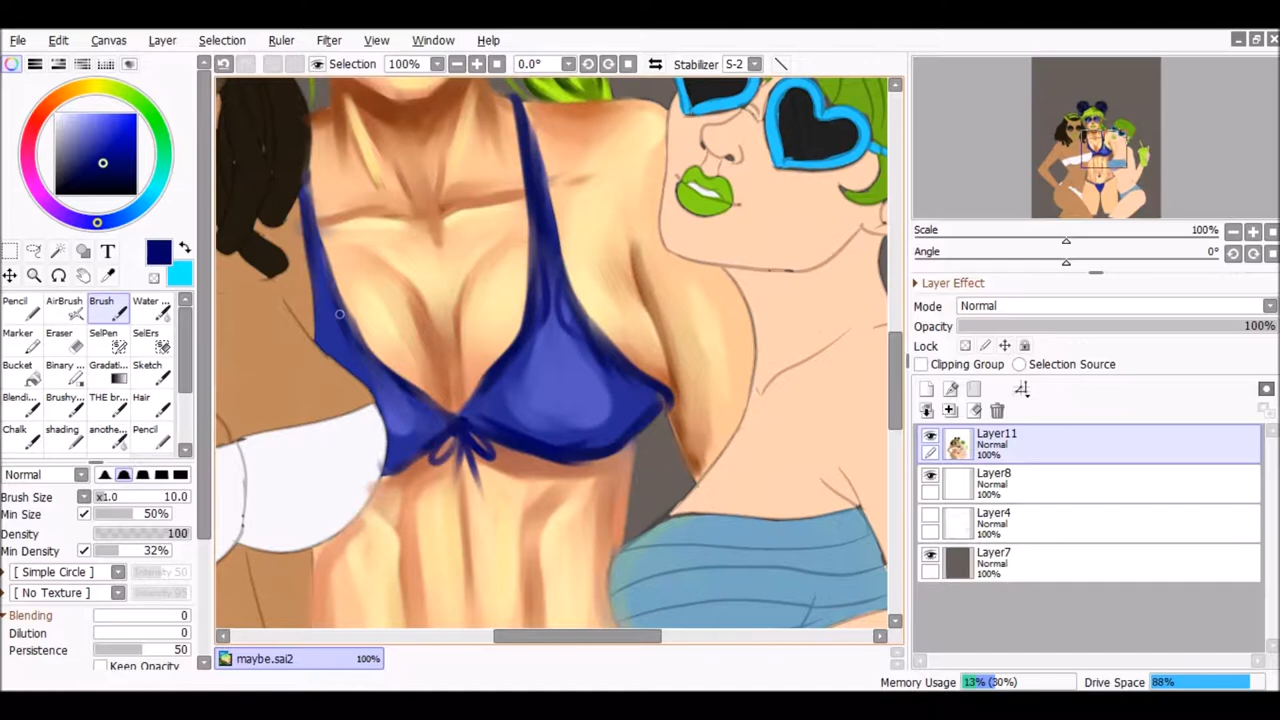 File Edit Canvas Layer Selection Ruler Filter View Window Help
Selection 100% 0.0° Stabilizer S-2
Scale 100%
Angle 0°
Layer Effect
Mode Normal
Opacity 100%
Lock
Clipping Group Selection Source
Layer11
Normal
100%
Layer8
Normal
100%
Layer4
Normal
100%
Layer7
Normal
100%
T
Pencil AirBrush Brush Water ...
Marker Eraser SelPen SelErs
Bucket Binary ... Gradati... Sketch
Blendi... Brushy... THE br... Hair
Chalk shading anothe... Pencil
Normal
Brush Size x1.0 10.0
Min Size 50%
Density 100
Min Density 32%
[ Simple Circle ] Intensity 50
[ No Texture ] Intensity 95
Blending 0
Dilution 0
Persistence 50
Keep Opacity
maybe.sai2 100%
Memory Usage 13% (30%) Drive Space 88%